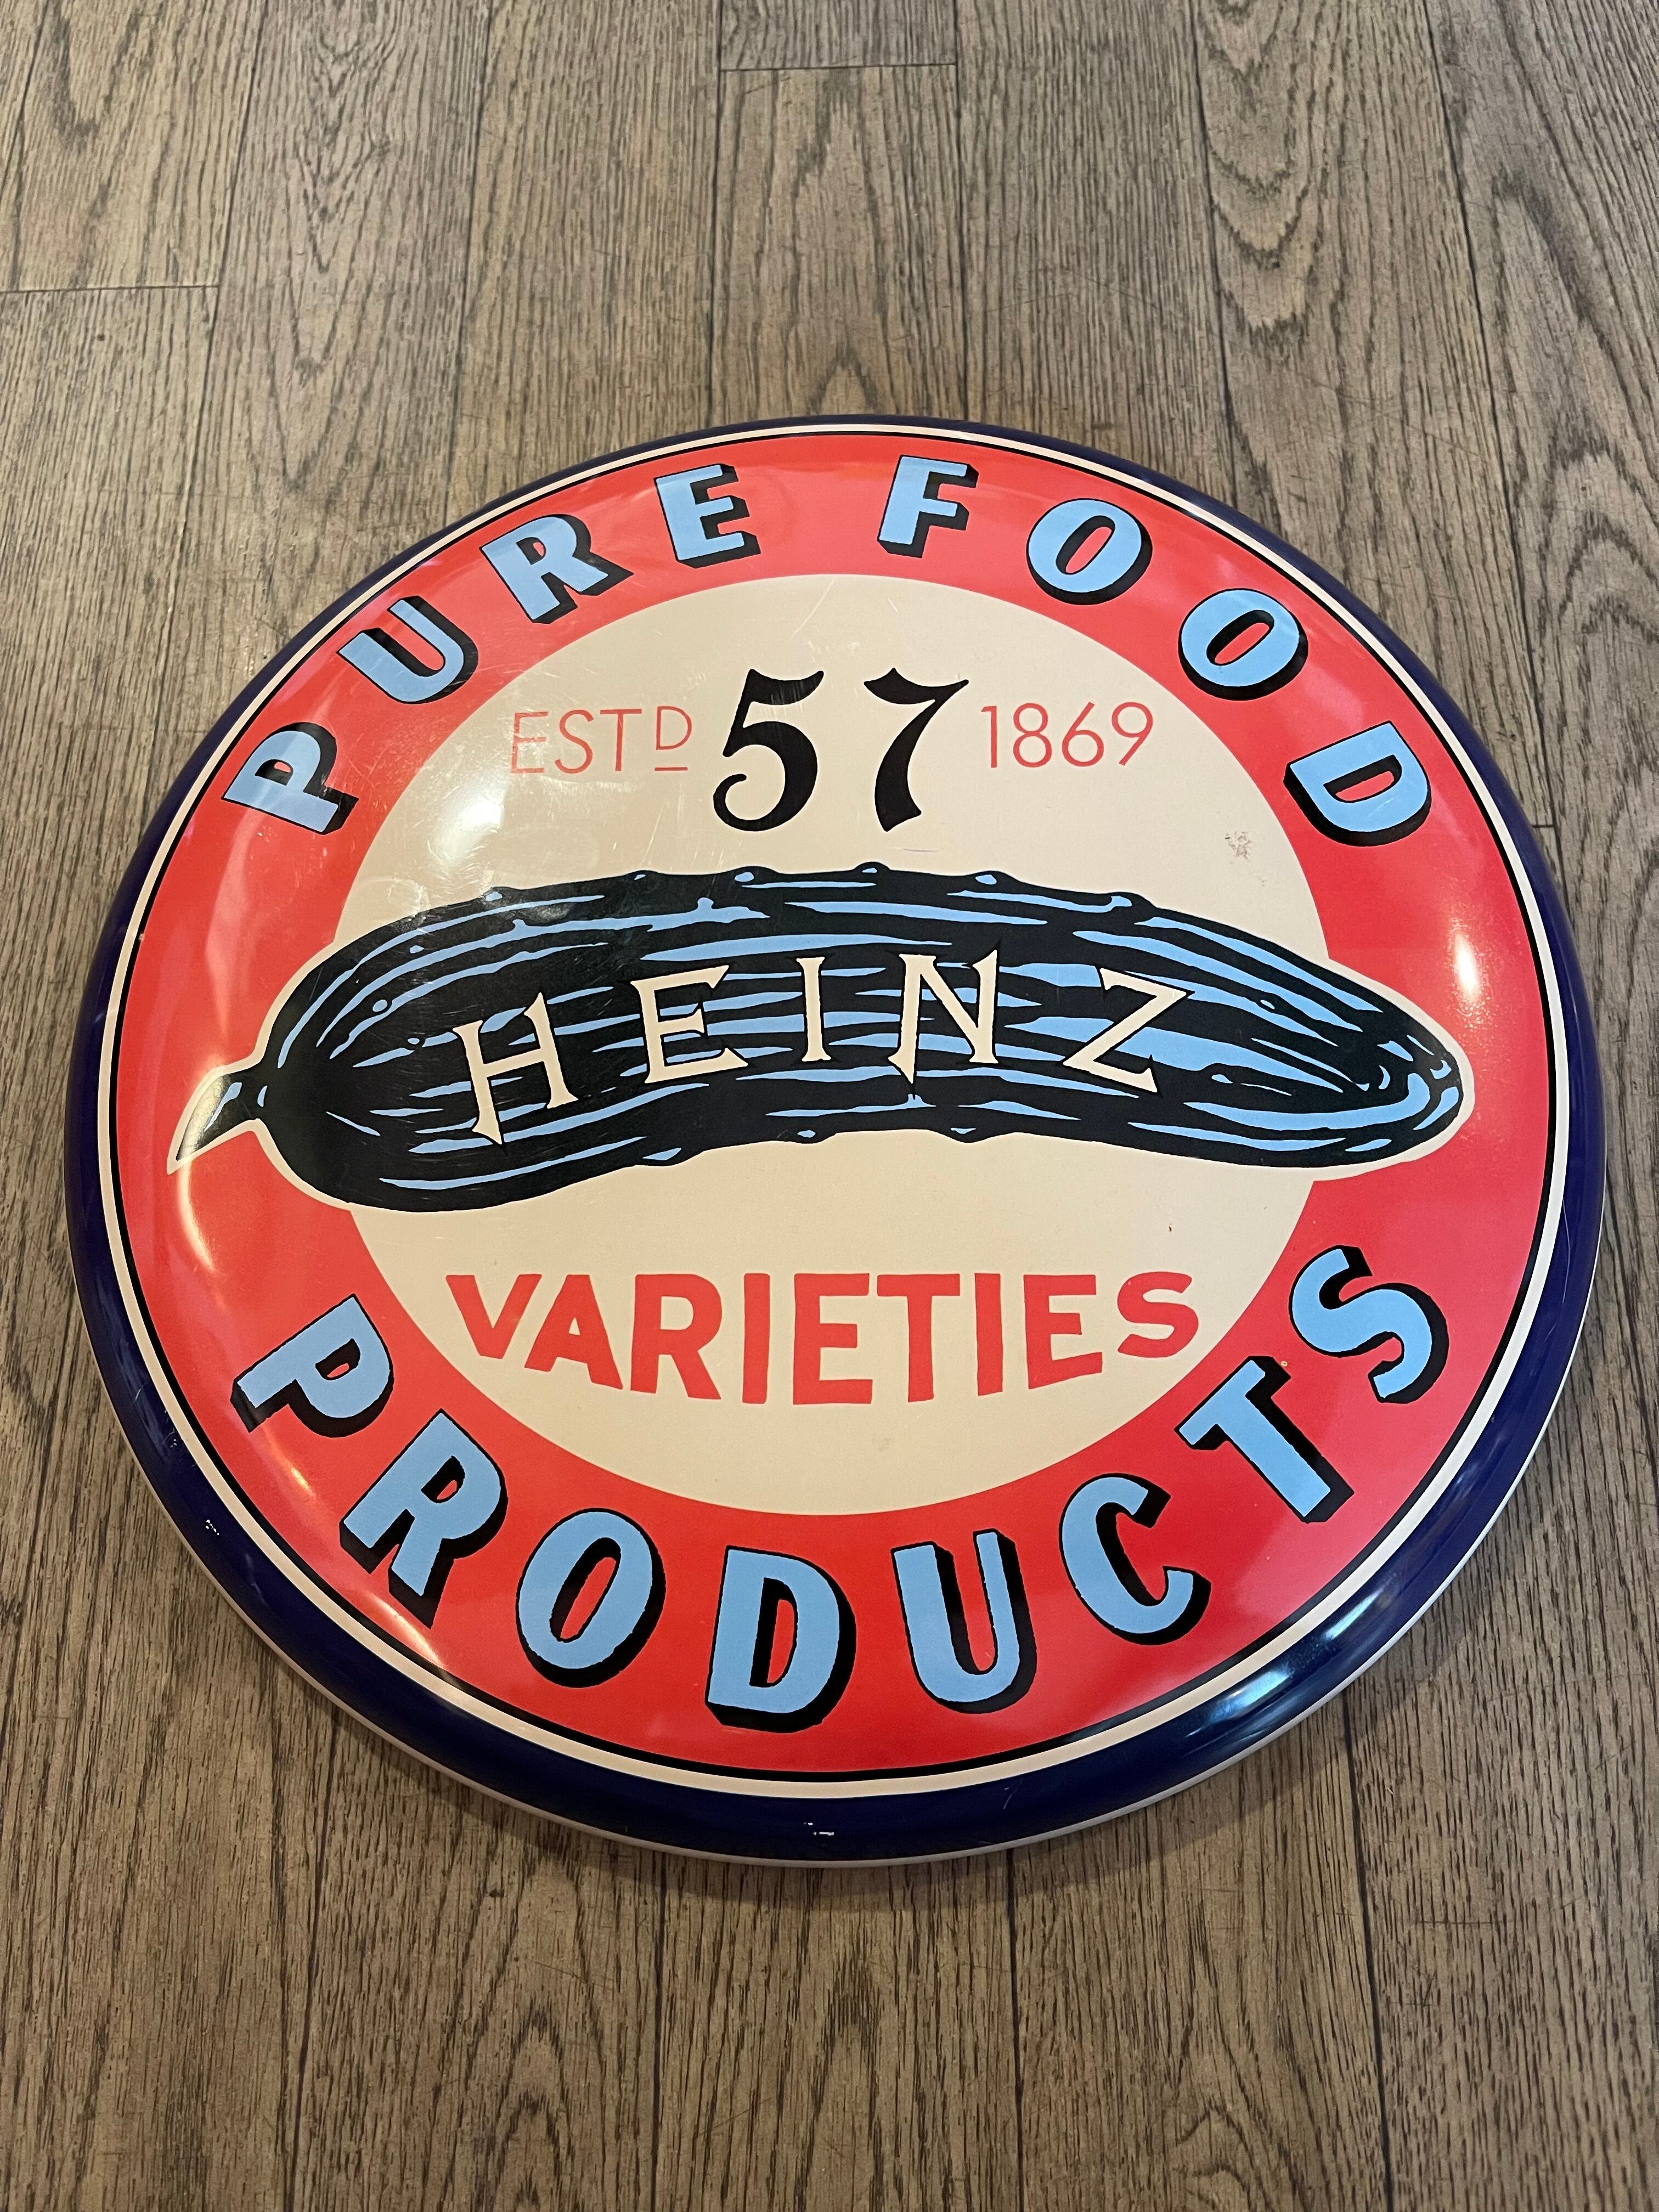 PURE FOOD
ESTD 57 1869
HEINZ
VARIETIES
PRODUCTS